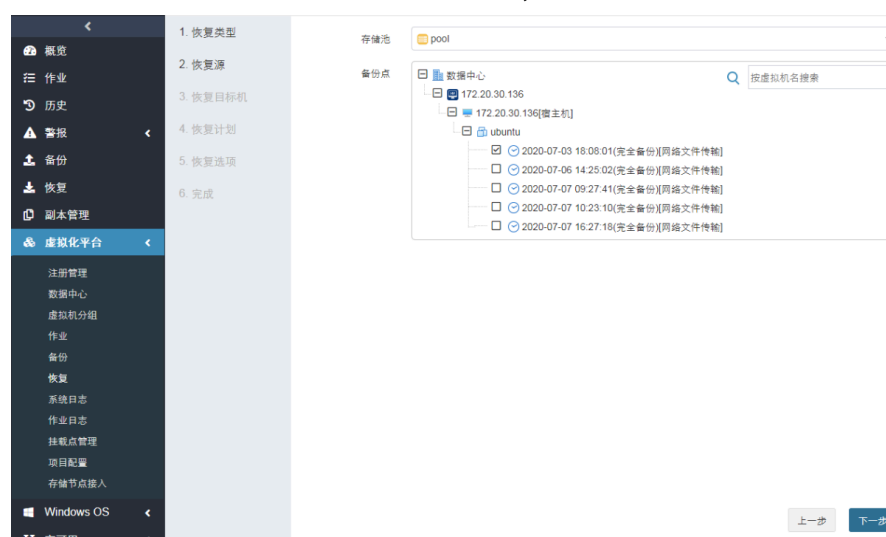 概览
作业
历史
警报
备份
恢复
副本管理
虚拟化平台
注册管理
数据中心
虚拟机分组
作业
备份
恢复
系统日志
作业日志
挂载点管理
项目配置
存储节点接入
Windows OS
1. 恢复类型
2. 恢复源
3. 恢复目标机
4. 恢复计划
5. 恢复选项
6. 完成
存储池
pool
备份点
数据中心
按虚拟机名搜索
172.20.30.136
172.20.30.136[宿主机]
ubuntu
2020-07-03 18:08:01(完全备份)[网络文件传输]
2020-07-06 14:25:02(完全备份)[网络文件传输]
2020-07-07 09:27:41(完全备份)[网络文件传输]
2020-07-07 10:23:10(完全备份)[网络文件传输]
2020-07-07 16:27:18(完全备份)[网络文件传输]
上一步
下一步